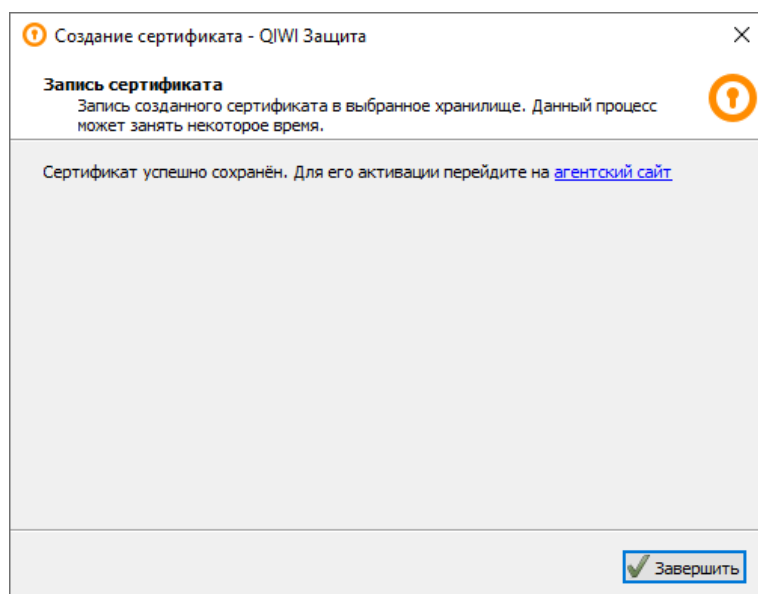 Создание сертификата - QIWI Защита
Запись сертификата
Запись созданного сертификата в выбранное хранилище. Данный процесс
может занять некоторое время.
Сертификат успешно сохранён. Для его активации перейдите на агентский сайт
Завершить